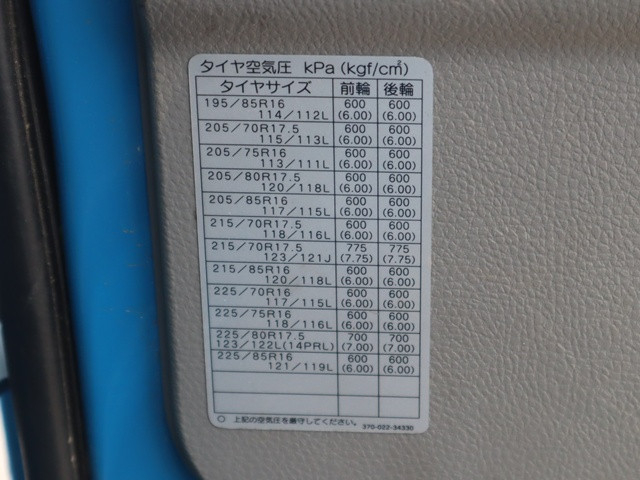 タイヤ空気圧 kPa(kgf/cm²)
タイヤサイズ 前輪 後輪
195/85R16 600 600
114/112L (6.00) (6.00)
205/70R17.5 600 600
115/113L (6.00) (6.00)
205/75R16 600 600
113/111L (6.00) (6.00)
205/80R17.5 600 600
120/118L (6.00) (6.00)
205/85R16 600 600
117/115L (6.00) (6.00)
215/70R17.5 600 600
118/116L (6.00) (6.00)
215/70R17.5 775 775
123/121J (7.75) (7.75)
215/85R16 600 600
120/118L (6.00) (6.00)
225/70R16 600 600
117/115L (6.00) (6.00)
225/75R16 600 600
118/116L (6.00) (6.00)
225/80R17.5 700 700
123/122L(14PRL) (7.00) (7.00)
225/85R16 600 600
121/119L (6.00) (6.00)
○ 上記の空気圧を厳守してください。
370-022-34330